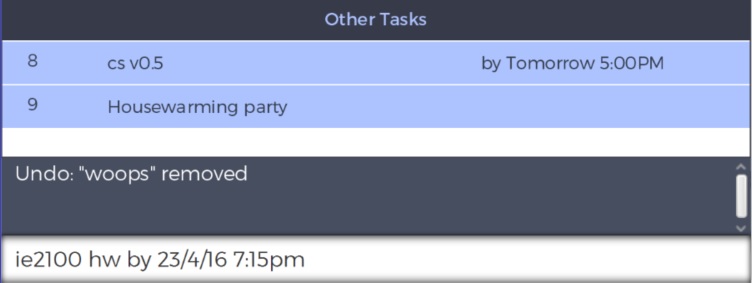 Other Tasks
8 cs v0.5 by Tomorrow 5:00PM
9 Housewarming party
Undo: "woops" removed
ie2100 hw by 23/4/16 7:15pm